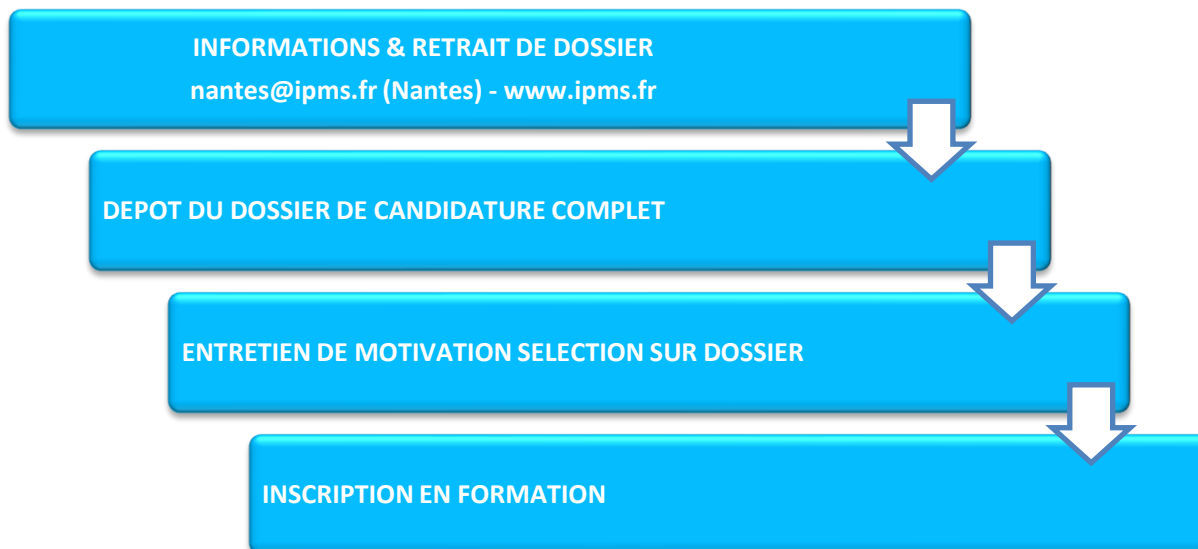 INFORMATIONS & RETRAIT DE DOSSIER
nantes@ipms.fr (Nantes) - www.ipms.fr
DEPOT DU DOSSIER DE CANDIDATURE COMPLET
ENTRETIEN DE MOTIVATION SELECTION SUR DOSSIER
INSCRIPTION EN FORMATION